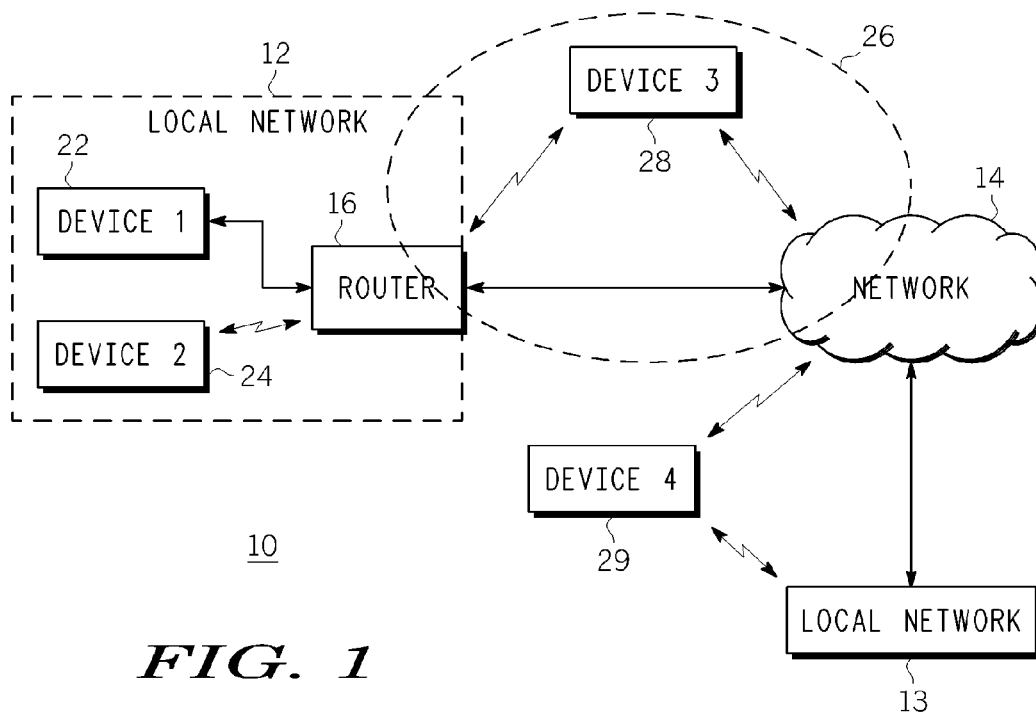 12
26
LOCAL NETWORK
DEVICE 3
28
22
DEVICE 1
16
ROUTER
14
NETWORK
DEVICE 2
24
DEVICE 4
29
10
LOCAL NETWORK
13
FIG. 1